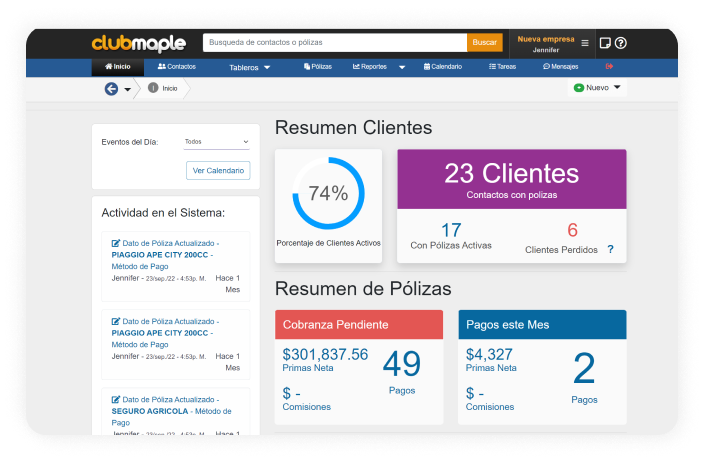 clubmaple
Busqueda de contactos o pólizas
Buscar
Nueva empresa
Jennifer
Inicio
Contactos
Tableros
Pólizas
Reportes
Calendario
Tareas
Mensajes
Inicio
Nuevo
Eventos del Día:
Todos
Ver Calendario
Actividad en el Sistema:
Dato de Póliza Actualizado -
PIAGGIO APE CITY 200CC -
Método de Pago
Jennifer - 23/sep./22 - 4:53p. M. Hace 1
Mes
Dato de Póliza Actualizado -
PIAGGIO APE CITY 200CC -
Método de Pago
Jennifer - 23/sep./22 - 4:53p. M. Hace 1
Mes
Dato de Póliza Actualizado -
SEGURO AGRICOLA - Método de
Pago
Jennifer - 23/sep./22 - 4:53p. M. Hace 1
Resumen Clientes
74%
Porcentaje de Clientes Activos
23 Clientes
Contactos con polizas
17
Con Pólizas Activas
6
Clientes Perdidos ?
Resumen de Pólizas
Cobranza Pendiente
$301,837.56
Primas Neta
$ -
Comisiones
49
Pagos
Pagos este Mes
$4,327
Primas Neta
$ -
Comisiones
2
Pagos